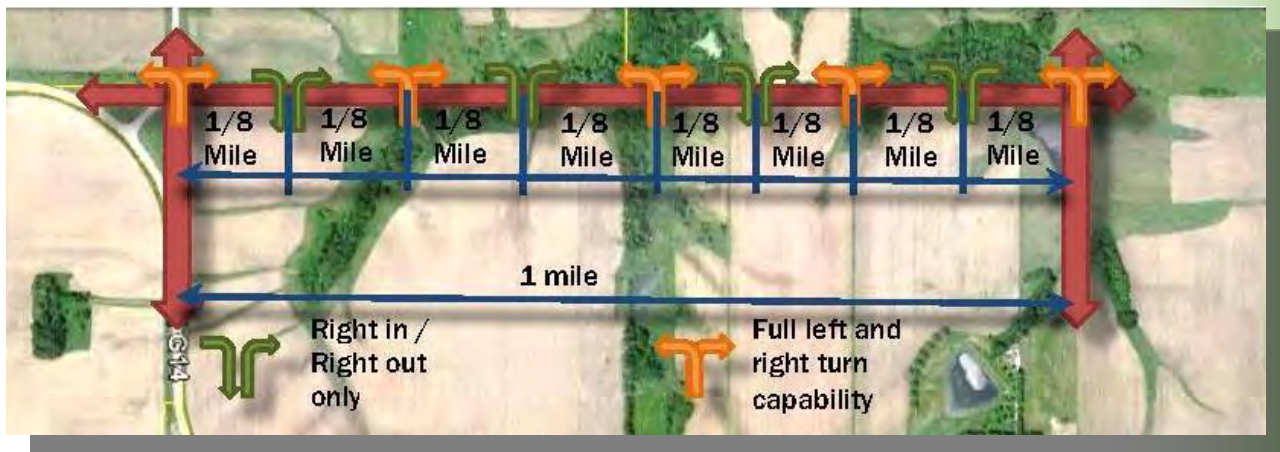 1/8
Mile
1/8
Mile
1/8
Mile
1/8
Mile
1/8
Mile
1/8
Mile
1/8
Mile
1/8
Mile
1 mile
Right in /
Right out
only
Full left and
right turn
capability
G14